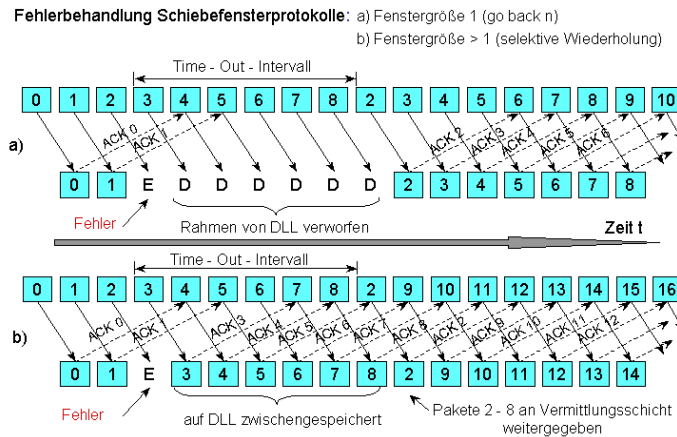 Fehlerbehandlung Schiebefensterprotokolle: a) Fenstergröße 1 (go back n)
b) Fenstergröße > 1 (selektive Wiederholung)
Time - Out - Intervall
0 1 2 3 4 5 6 7 8 2 3 4 5 6 7 8 9 10
a)
ACK 0 ACK 1 ACK 2 ACK 3 ACK 4 ACK 5 ACK 6
0 1 E D D D D D D 2 3 4 5 6 7 8
Fehler
Rahmen von DLL verworfen
Zeit t
Time - Out - Intervall
0 1 2 3 4 5 6 7 8 2 9 10 11 12 13 14 15 16
b)
ACK 0 ACK 1 ACK 3 ACK 4 ACK 5 ACK 6 ACK 7 ACK 8 ACK 2 ACK 9 ACK 10 ACK 11 ACK 12
0 1 E 3 4 5 6 7 8 2 9 10 11 12 13 14
Fehler
auf DLL zwischengespeichert
Pakete 2 - 8 an Vermittlungsschicht
weitergegeben